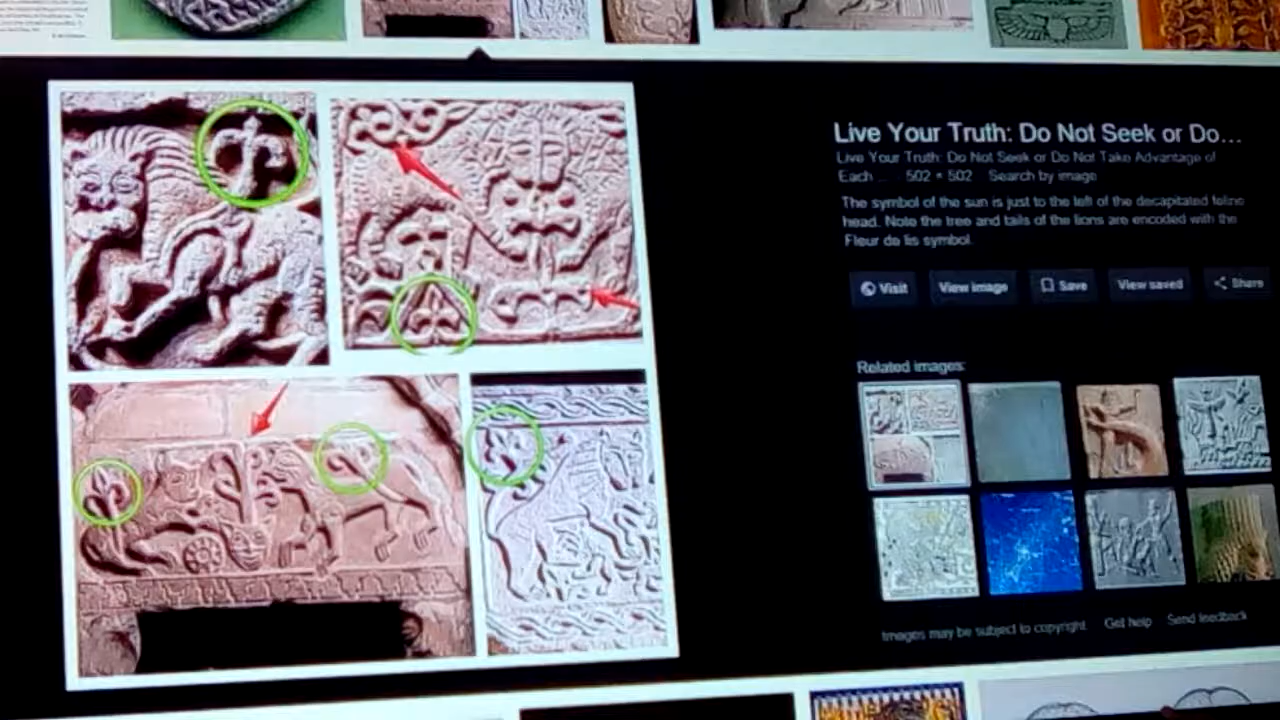 Live Your Truth: Do Not Seek or Do...
Live Your Truth: Do Not Seek or Do Not Take Advantage of
Each ... · 502 × 502 Search by image
The symbol of the sun is just to the left of the decapitated feline
head. Note the tree and tails of the lions are encoded with the
Fleur de lis symbol.
Visit View image Save View saved Share
Related images:
Images may be subject to copyright. Get help Send feedback